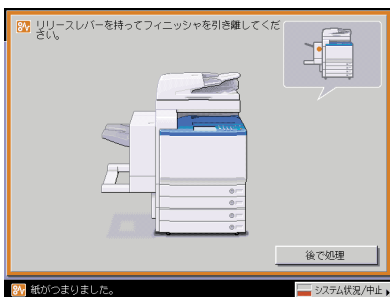 リリースレバーを持ってフィニッシャを引き離してくだ
さい。
後で処理
紙がつまりました。
システム状況/中止